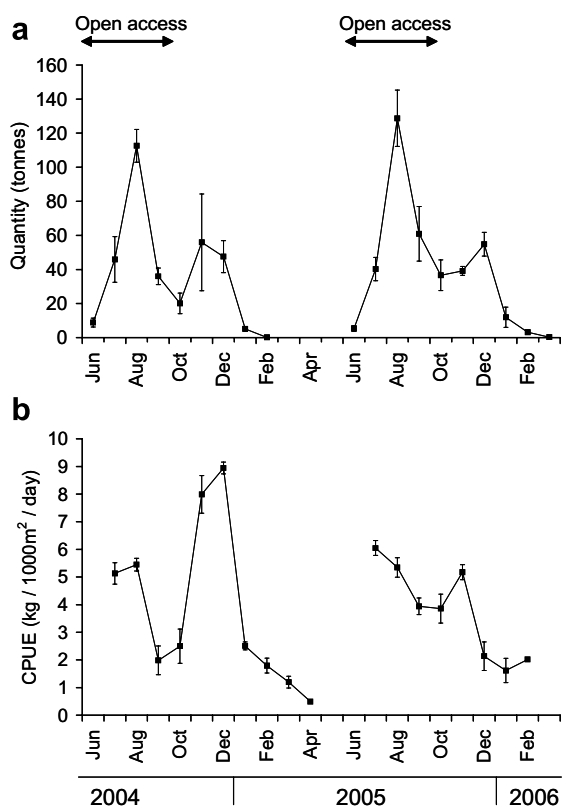 a
Open access
Open access
Quantity (tonnes)
160
140
120
100
80
60
40
20
0
Jun
Aug
Oct
Dec
Feb
Apr
Jun
Aug
Oct
Dec
Feb
b
CPUE (kg / 1000m² / day)
10
9
8
7
6
5
4
3
2
1
0
Jun
Aug
Oct
Dec
Feb
Apr
Jun
Aug
Oct
Dec
Feb
2004
2005
2006